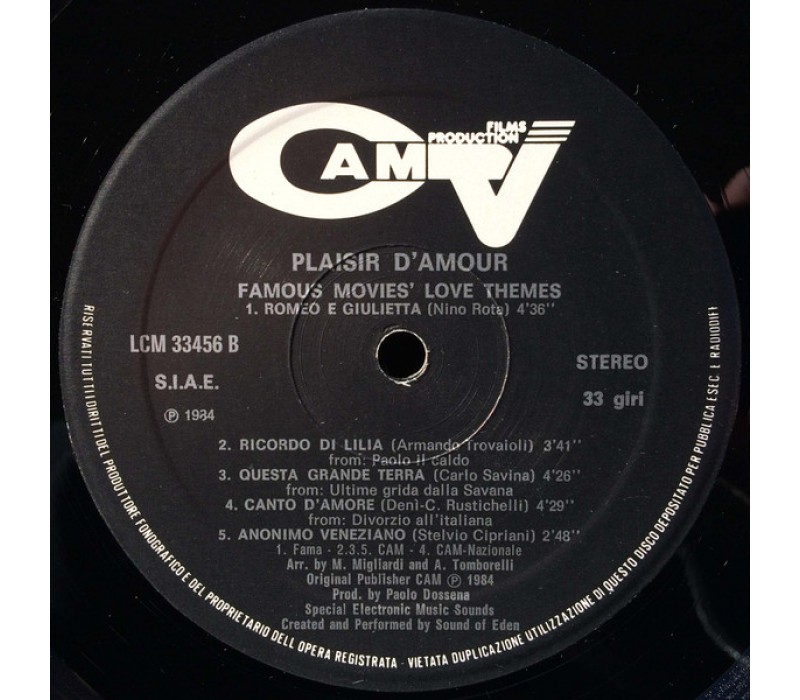 CAM
FILMS
PRODUCTION
TV
PLAISIR D'AMOUR
FAMOUS MOVIES' LOVE THEMES
1. ROMEO E GIULIETTA (Nino Rota) 4'36''
LCM 33456 B
STEREO
S.I.A.E.
33 giri
℗ 1984
2. RICORDO DI LILIA (Armando Trovaioli) 3'41''
from: Paolo il caldo
3. QUESTA GRANDE TERRA (Carlo Savina) 4'26''
from: Ultime grida dalla Savana
4. CANTO D'AMORE (Denì-C. Rustichelli) 4'29''
from: Divorzio all'italiana
5. ANONIMO VENEZIANO (Stelvio Cipriani) 2'48''
1. Fama - 2.3.5. CAM - 4. CAM-Nazionale
Arr. by M. Migliardi and A. Tomborelli
Original Publisher CAM ℗ 1984
Prod. by Paolo Dossena
Special Electronic Music Sounds
Created and Performed by Sound of Eden
RISERVATI TUTTI I DIRITTI DEL PRODUTTORE FONOGRAFICO E DEL PROPRIETARIO DELL OPERA REGISTRATA - VIETATA DUPLICAZIONE UTILIZZAZIONE DI QUESTO DISCO DEPOSITATO PER PUBBLICA ESEC E RADIODIFF